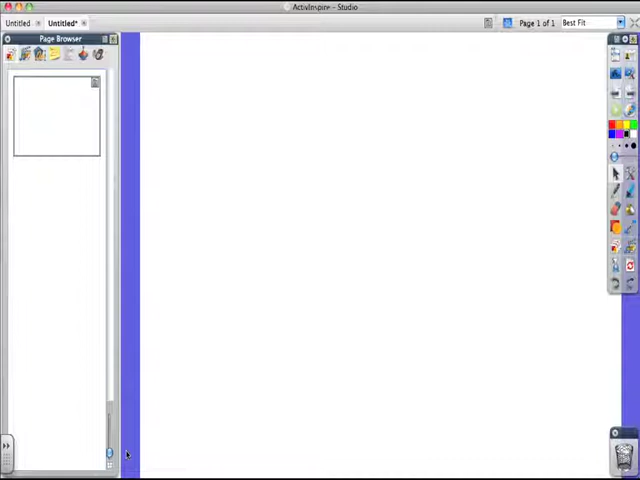 ActivInspire - Studio
Untitled
Untitled*
Page 1 of 1
Best Fit
Page Browser